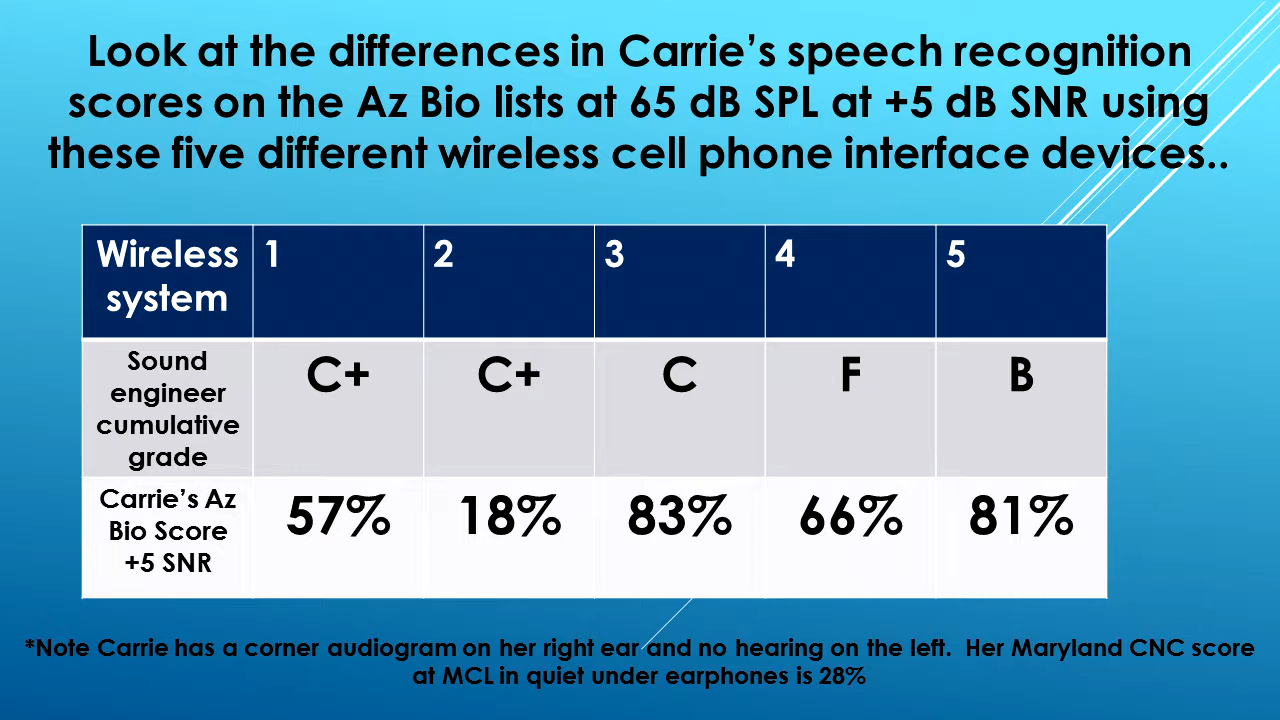 Look at the differences in Carrie’s speech recognition
scores on the Az Bio lists at 65 dB SPL at +5 dB SNR using
these five different wireless cell phone interface devices..
Wireless system 1 2 3 4 5
Sound engineer cumulative grade C+ C+ C F B
Carrie’s Az Bio Score +5 SNR 57% 18% 83% 66% 81%
*Note Carrie has a corner audiogram on her right ear and no hearing on the left.  Her Maryland CNC score
at MCL in quiet under earphones is 28%